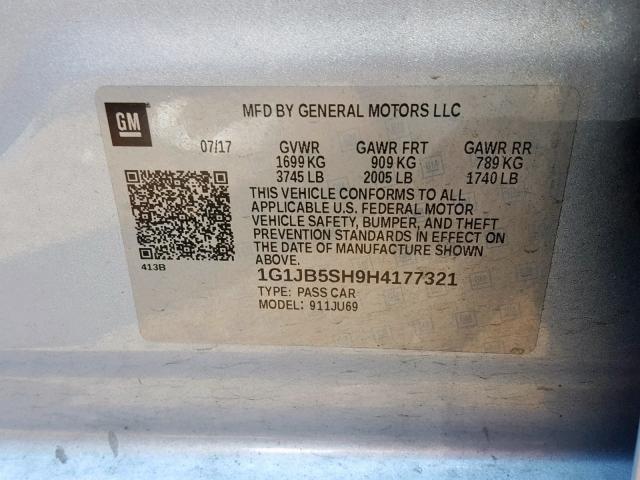 GM
MFD BY GENERAL MOTORS LLC
07/17 GVWR GAWR FRT GAWR RR
1699 KG 909 KG 789 KG
3745 LB 2005 LB 1740 LB
THIS VEHICLE CONFORMS TO ALL
APPLICABLE U.S. FEDERAL MOTOR
VEHICLE SAFETY, BUMPER, AND THEFT
PREVENTION STANDARDS IN EFFECT ON
THE DATE OF MANUFACTURE SHOWN
ABOVE.
413B
1G1JB5SH9H4177321
TYPE: PASS CAR
MODEL: 911JU69